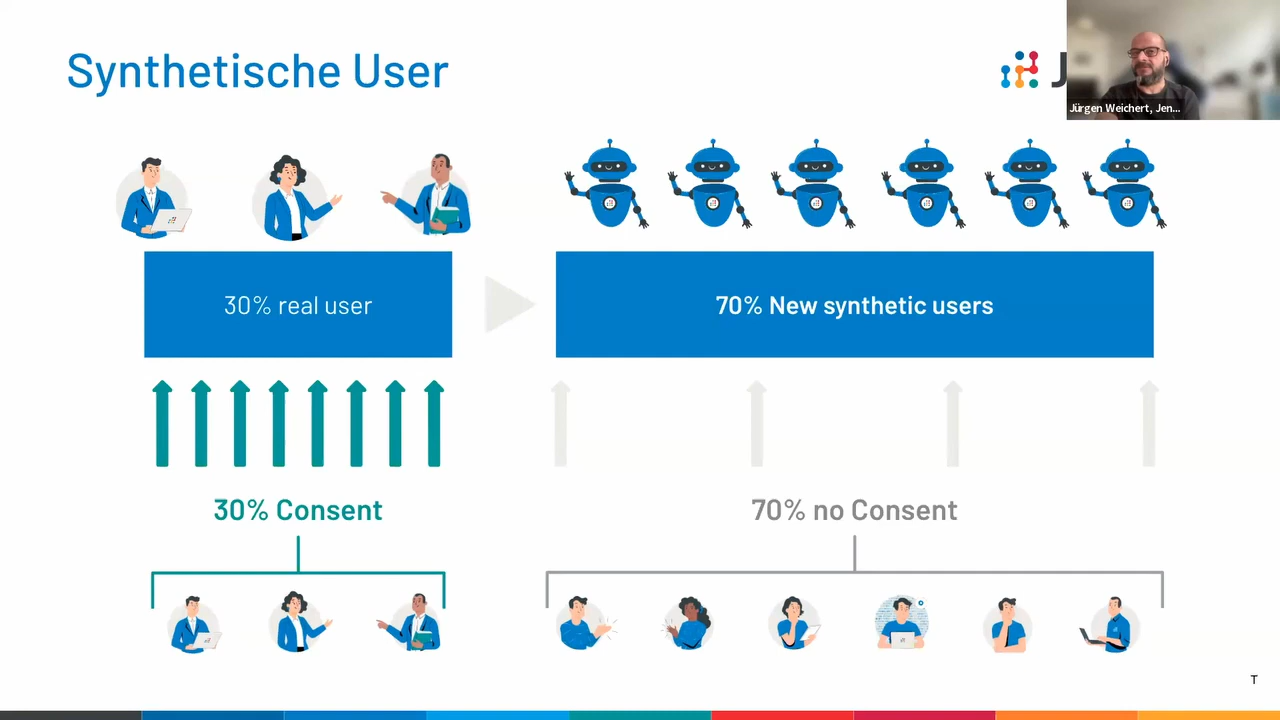 Synthetische User
J
Jürgen Weichert, Jen...
30% real user
70% New synthetic users
30% Consent
70% no Consent
T